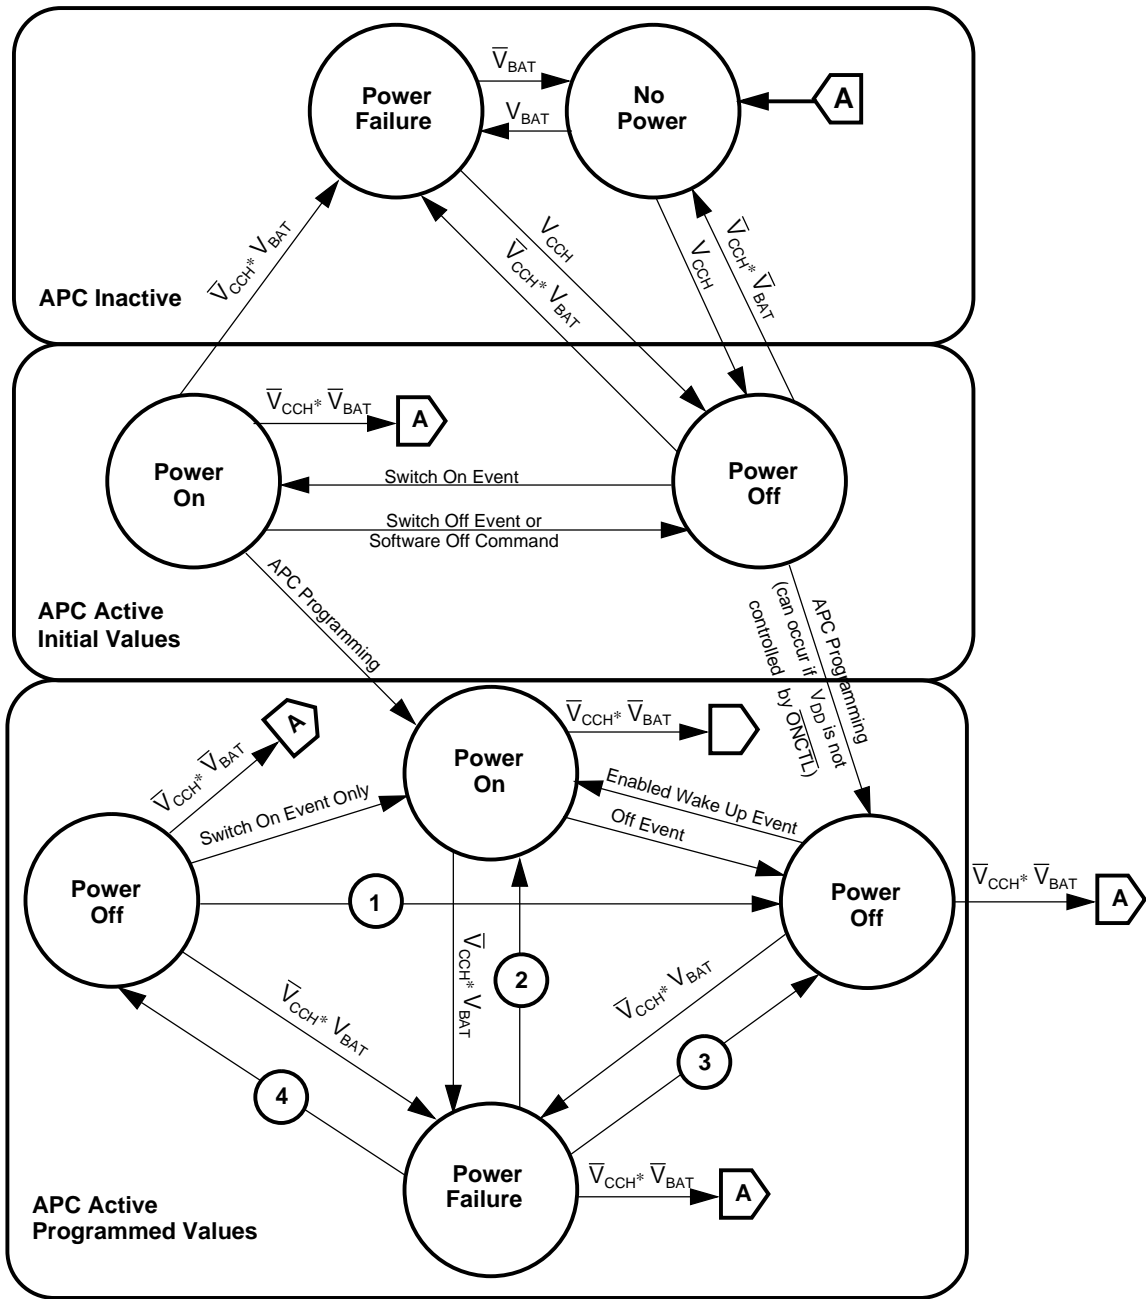 V̅BAT
Power
Failure
No
Power
A
VBAT
V̅CCH* VBAT
VCCH
V̅CCH* VBAT
VCCH
V̅CCH* V̅BAT
APC Inactive
V̅CCH* V̅BAT
A
Power
On
Switch On Event
Power
Off
Switch Off Event or
Software Off Command
APC Programming
APC Active
Initial Values
APC Programming
(can occur if VDD is not
controlled by O̅N̅C̅T̅L̅)
A
V̅CCH* V̅BAT
V̅CCH* V̅BAT
Power
On
Switch On Event Only
Enabled Wake Up Event
Off Event
Power
Off
1
Power
Off
V̅CCH* V̅BAT
A
V̅CCH* VBAT
2
V̅CCH* VBAT
V̅CCH* VBAT
3
4
Power
Failure
V̅CCH* V̅BAT
A
APC Active
Programmed Values